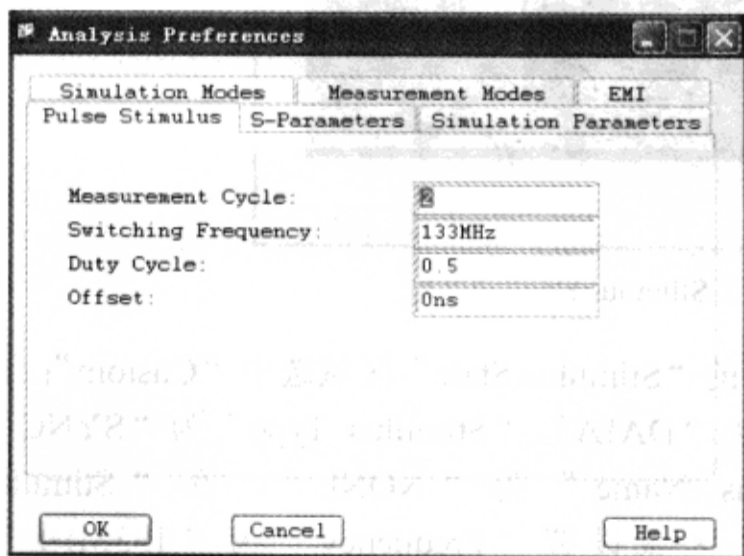 Analysis Preferences
Simulation Modes Measurement Modes EMI
Pulse Stimulus S-Parameters Simulation Parameters
Measurement Cycle: 2
Switching Frequency: 133MHz
Duty Cycle: 0.5
Offset: 0ns
OK Cancel Help